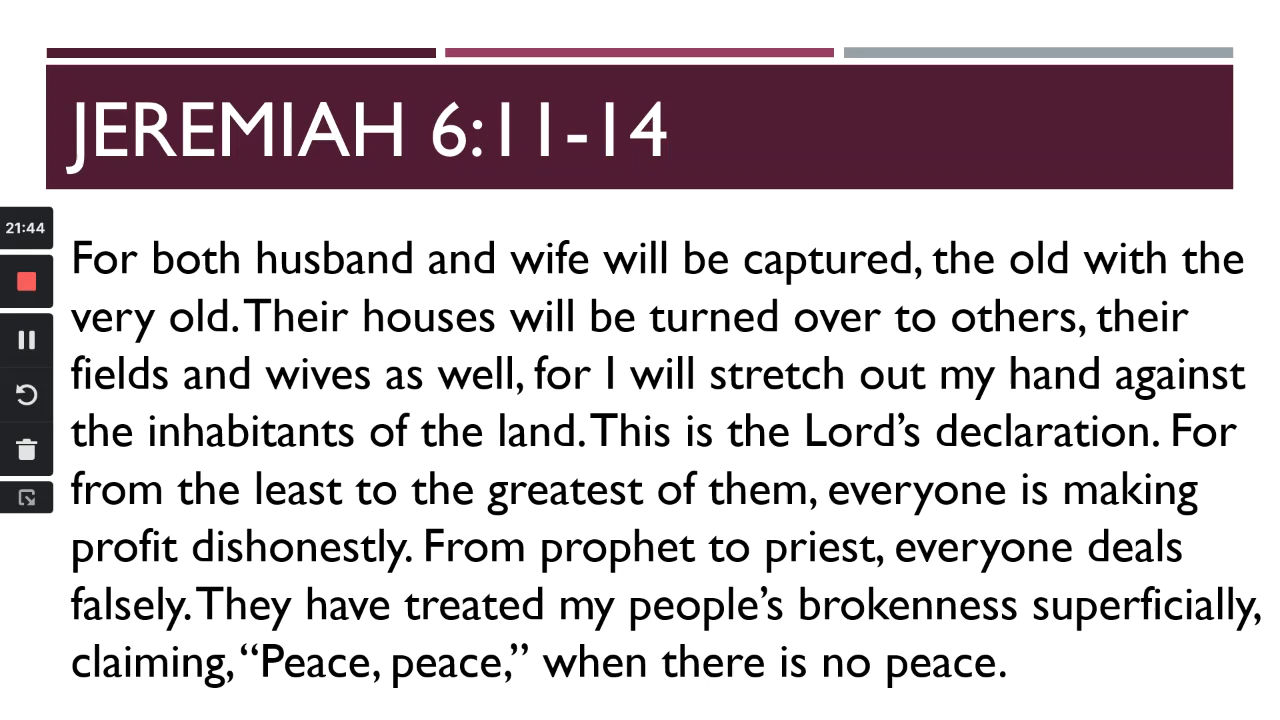 JEREMIAH 6:11-14
21:44
For both husband and wife will be captured, the old with the
very old. Their houses will be turned over to others, their
fields and wives as well, for I will stretch out my hand against
the inhabitants of the land. This is the Lord’s declaration. For
from the least to the greatest of them, everyone is making
profit dishonestly. From prophet to priest, everyone deals
falsely. They have treated my people’s brokenness superficially,
claiming, “Peace, peace,” when there is no peace.